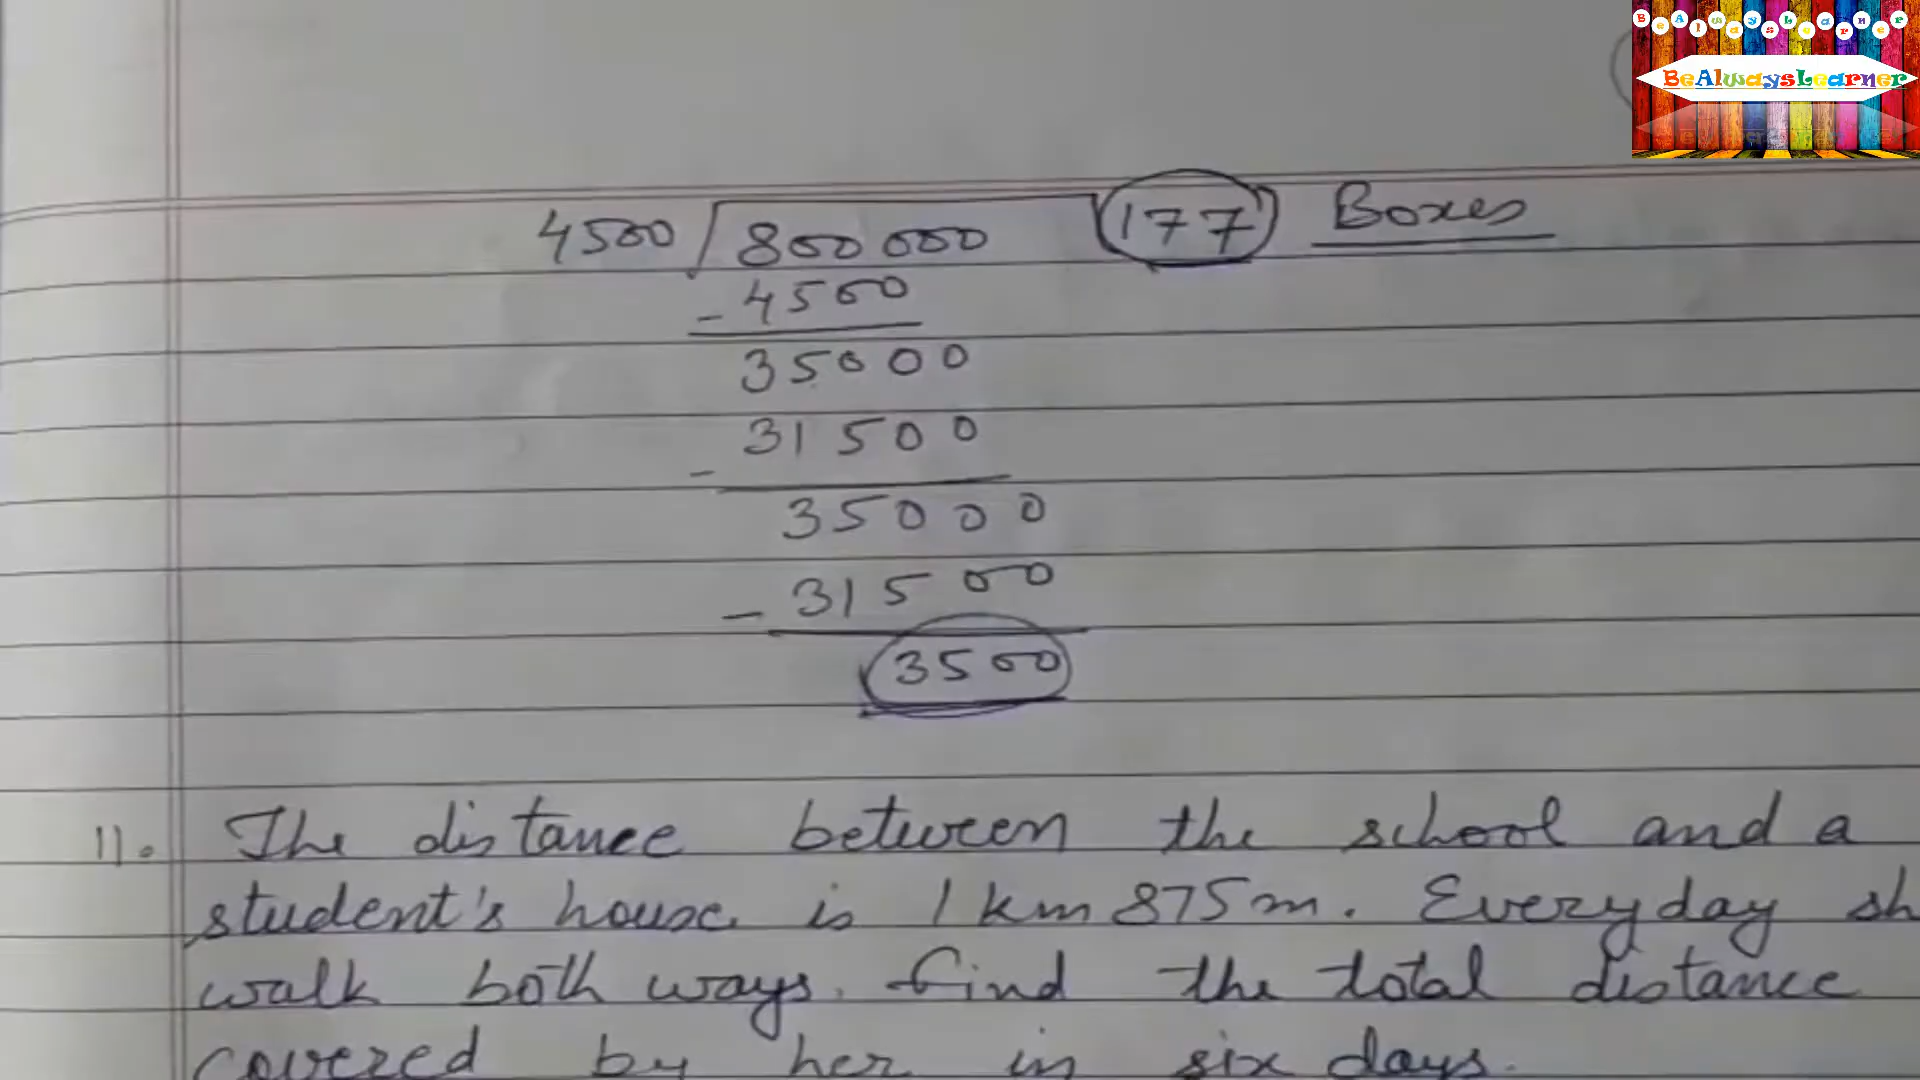 BeAlwaysLearner
BeAlwaysLearner
4500 800000 177 Boxes
- 4500
35000
- 31500
35000
- 31500
3500
11. The distance between the school and a
student's house is 1 km 875 m. Everyday sh
walk both ways. find the total distance
covered by her in six days.